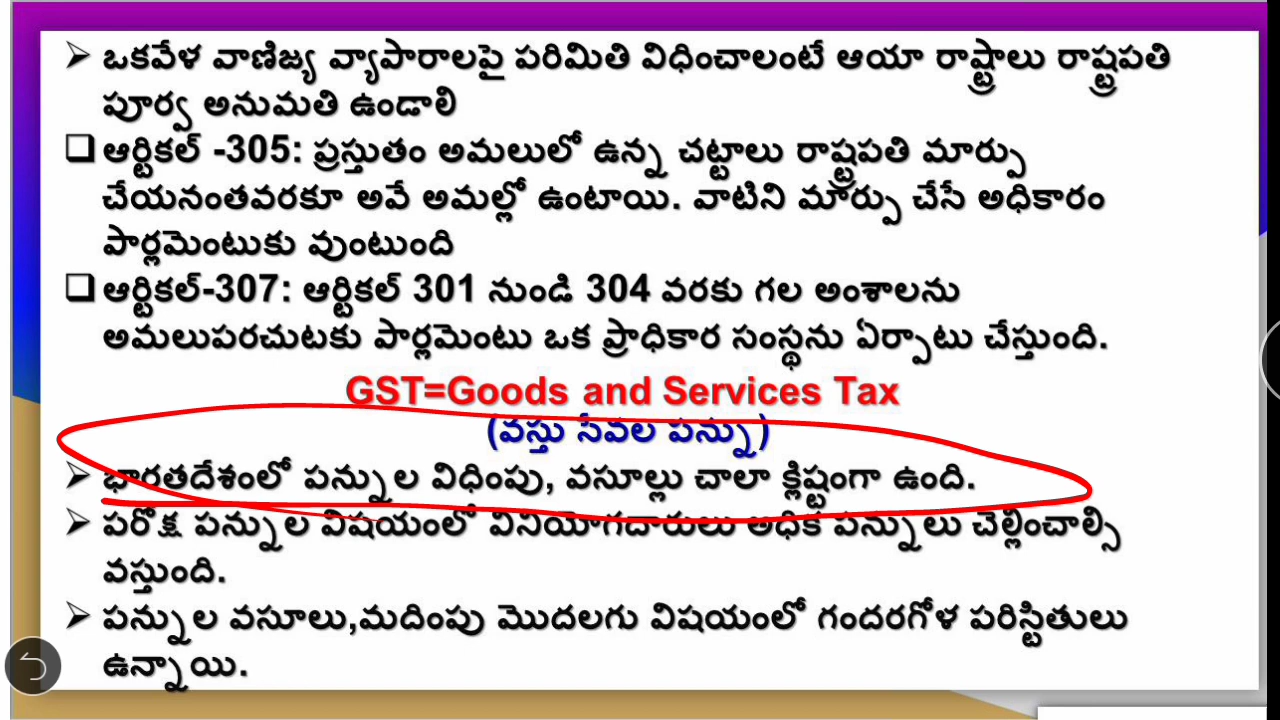 ➢ ఒకవేళ వాణిజ్య వ్యాపారాలపై పరిమితి విధించాలంటే ఆయా రాష్ట్రాలు రాష్ట్రపతి
పూర్వ అనుమతి ఉండాలి
❑ ఆర్టికల్ -305: ప్రస్తుతం అమలులో ఉన్న చట్టాలు రాష్ట్రపతి మార్పు
చేయనంతవరకూ అవే అమల్లో ఉంటాయి. వాటిని మార్పు చేసే అధికారం
పార్లమెంటుకు వుంటుంది
❑ ఆర్టికల్-307: ఆర్టికల్ 301 నుండి 304 వరకు గల అంశాలను
అమలుపరచుటకు పార్లమెంటు ఒక ప్రాధికార సంస్థను ఏర్పాటు చేస్తుంది.
GST=Goods and Services Tax
(వస్తు సేవల పన్ను)
➢ భారతదేశంలో పన్నుల విధింపు, వసూల్లు చాలా క్లిష్టంగా ఉంది.
➢ పరోక్ష పన్నుల విషయంలో వినియోగదారులు అధిక పన్నులు చెల్లించాల్సి
వస్తుంది.
➢ పన్నుల వసూలు,మదింపు మొదలగు విషయంలో గందరగోళ పరిస్టితులు
ఉన్నాయి.